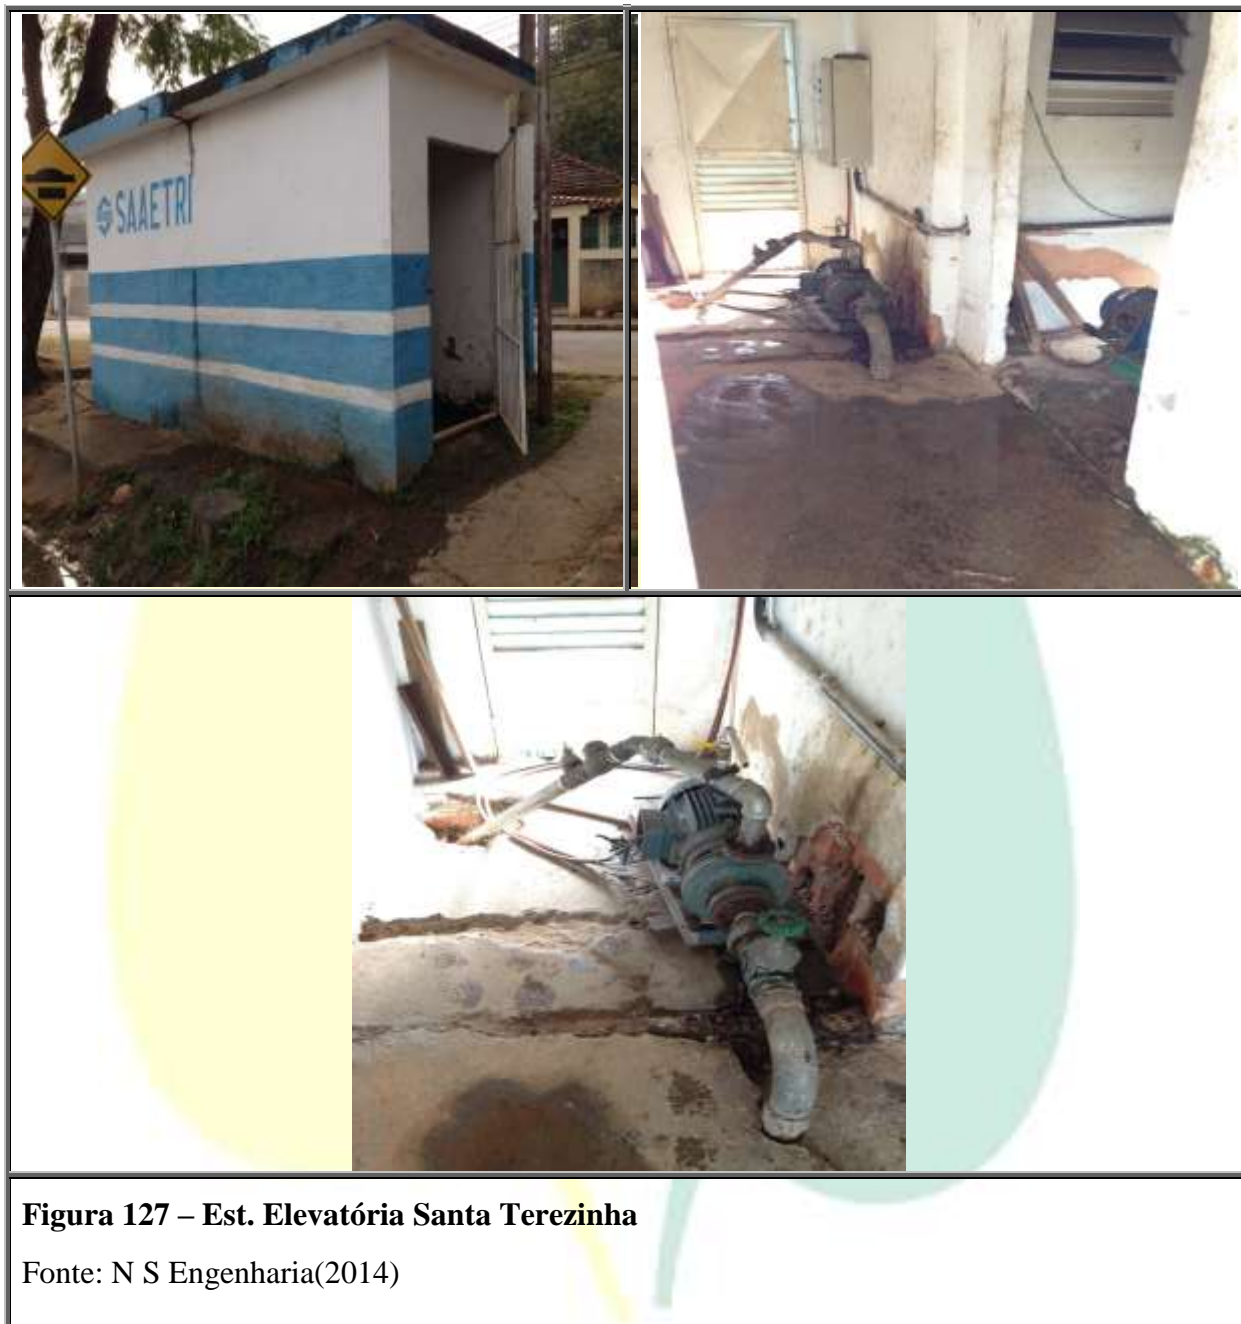 SAAETRI
Figura 127 – Est. Elevatória Santa Terezinha
Fonte: N S Engenharia(2014)